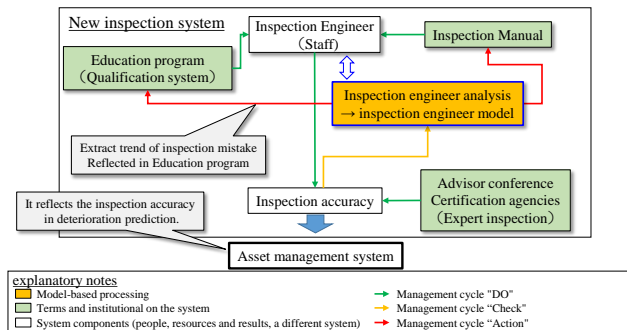 New inspection system
Inspection Engineer
（Staff）
Inspection Manual
Education program
（Qualification system）
Inspection engineer analysis
→ inspection engineer model
Extract trend of inspection mistake
Reflected in Education program
Inspection accuracy
Advisor conference
Certification agencies
（Expert inspection）
It reflects the inspection accuracy
in deterioration prediction.
Asset management system
explanatory notes
Model-based processing
Terms and institutional on the system
System components (people, resources and results, a different system)
Management cycle "DO"
Management cycle “Check"
Management cycle “Action"